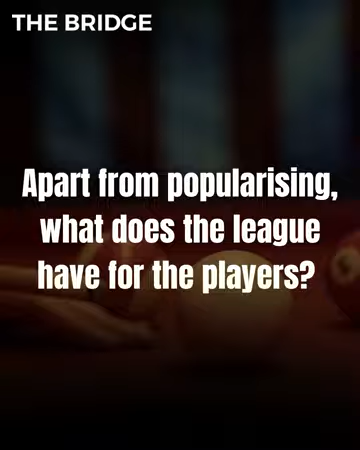 THE BRIDGE
Apart from popularising,
what does the league
have for the players?